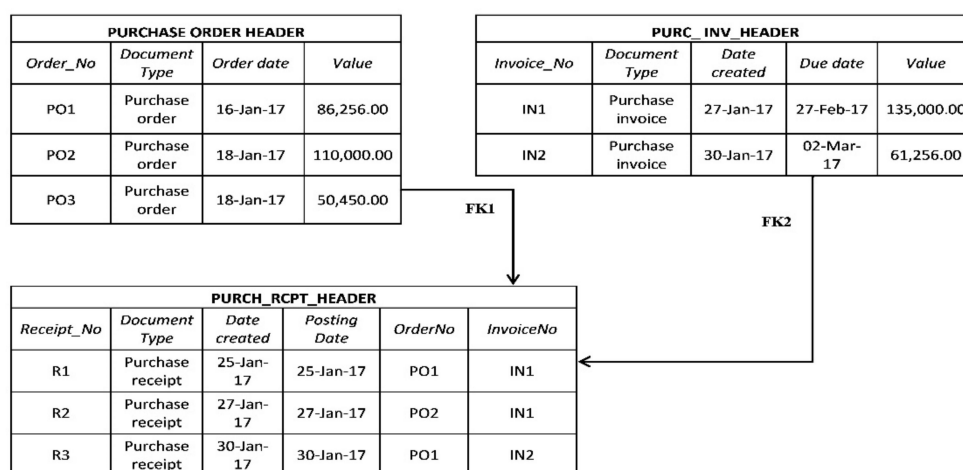 PURCHASE ORDER HEADER
Order_No Document Type Order date Value
PO1 Purchase order 16-Jan-17 86,256.00
PO2 Purchase order 18-Jan-17 110,000.00
PO3 Purchase order 18-Jan-17 50,450.00
PURC_ INV_HEADER
Invoice_No Document Type Date created Due date Value
IN1 Purchase invoice 27-Jan-17 27-Feb-17 135,000.00
IN2 Purchase invoice 30-Jan-17 02-Mar-17 61,256.00
FK1
FK2
PURCH_RCPT_HEADER
Receipt_No Document Type Date created Posting Date OrderNo InvoiceNo
R1 Purchase receipt 25-Jan-17 25-Jan-17 PO1 IN1
R2 Purchase receipt 27-Jan-17 27-Jan-17 PO2 IN1
R3 Purchase receipt 30-Jan-17 30-Jan-17 PO1 IN2